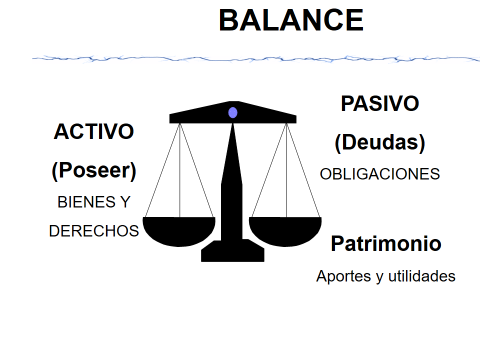 BALANCE
ACTIVO
(Poseer)
BIENES Y
DERECHOS
PASIVO
(Deudas)
OBLIGACIONES
Patrimonio
Aportes y utilidades